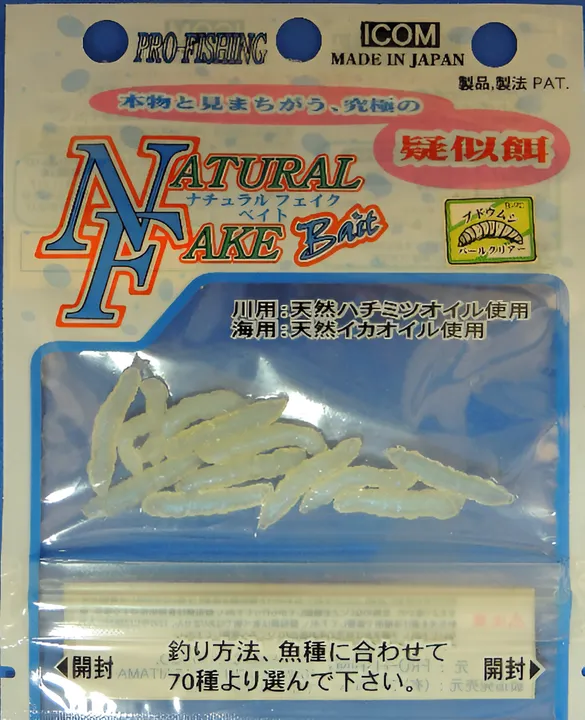 PRO-FISHING
ICOM
MADE IN JAPAN
製品,製法 PAT.
本物と見まちがう、究極の
疑似餌
NATURAL
ナチュラル フェイク
ベイト
FAKE Bait
ブドウムシ
パールクリアー
川用:天然ハチミツオイル使用
海用:天然イカオイル使用
開封
釣り方法、魚種に合わせて
70種より選んで下さい。
開封